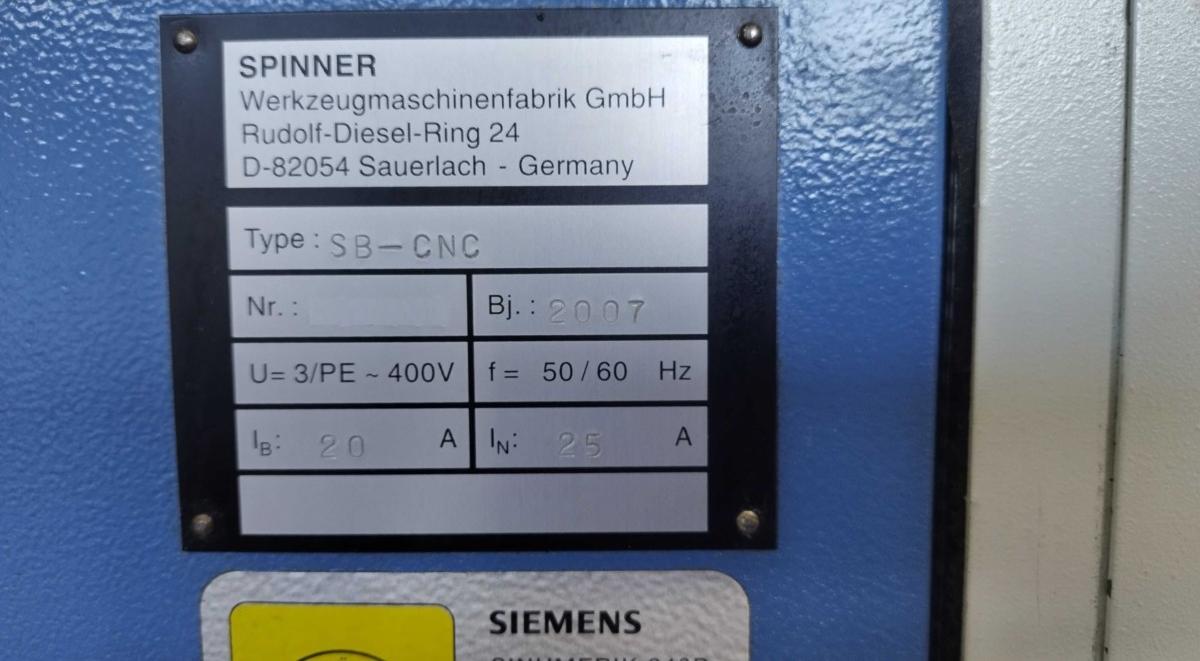 SPINNER
Werkzeugmaschinenfabrik GmbH
Rudolf-Diesel-Ring 24
D-82054 Sauerlach - Germany
Type : SB-CNC
Nr. :
Bj. : 2007
U= 3/PE ~ 400V
f = 50 / 60 Hz
IB: 20 A
IN: 25 A
SIEMENS